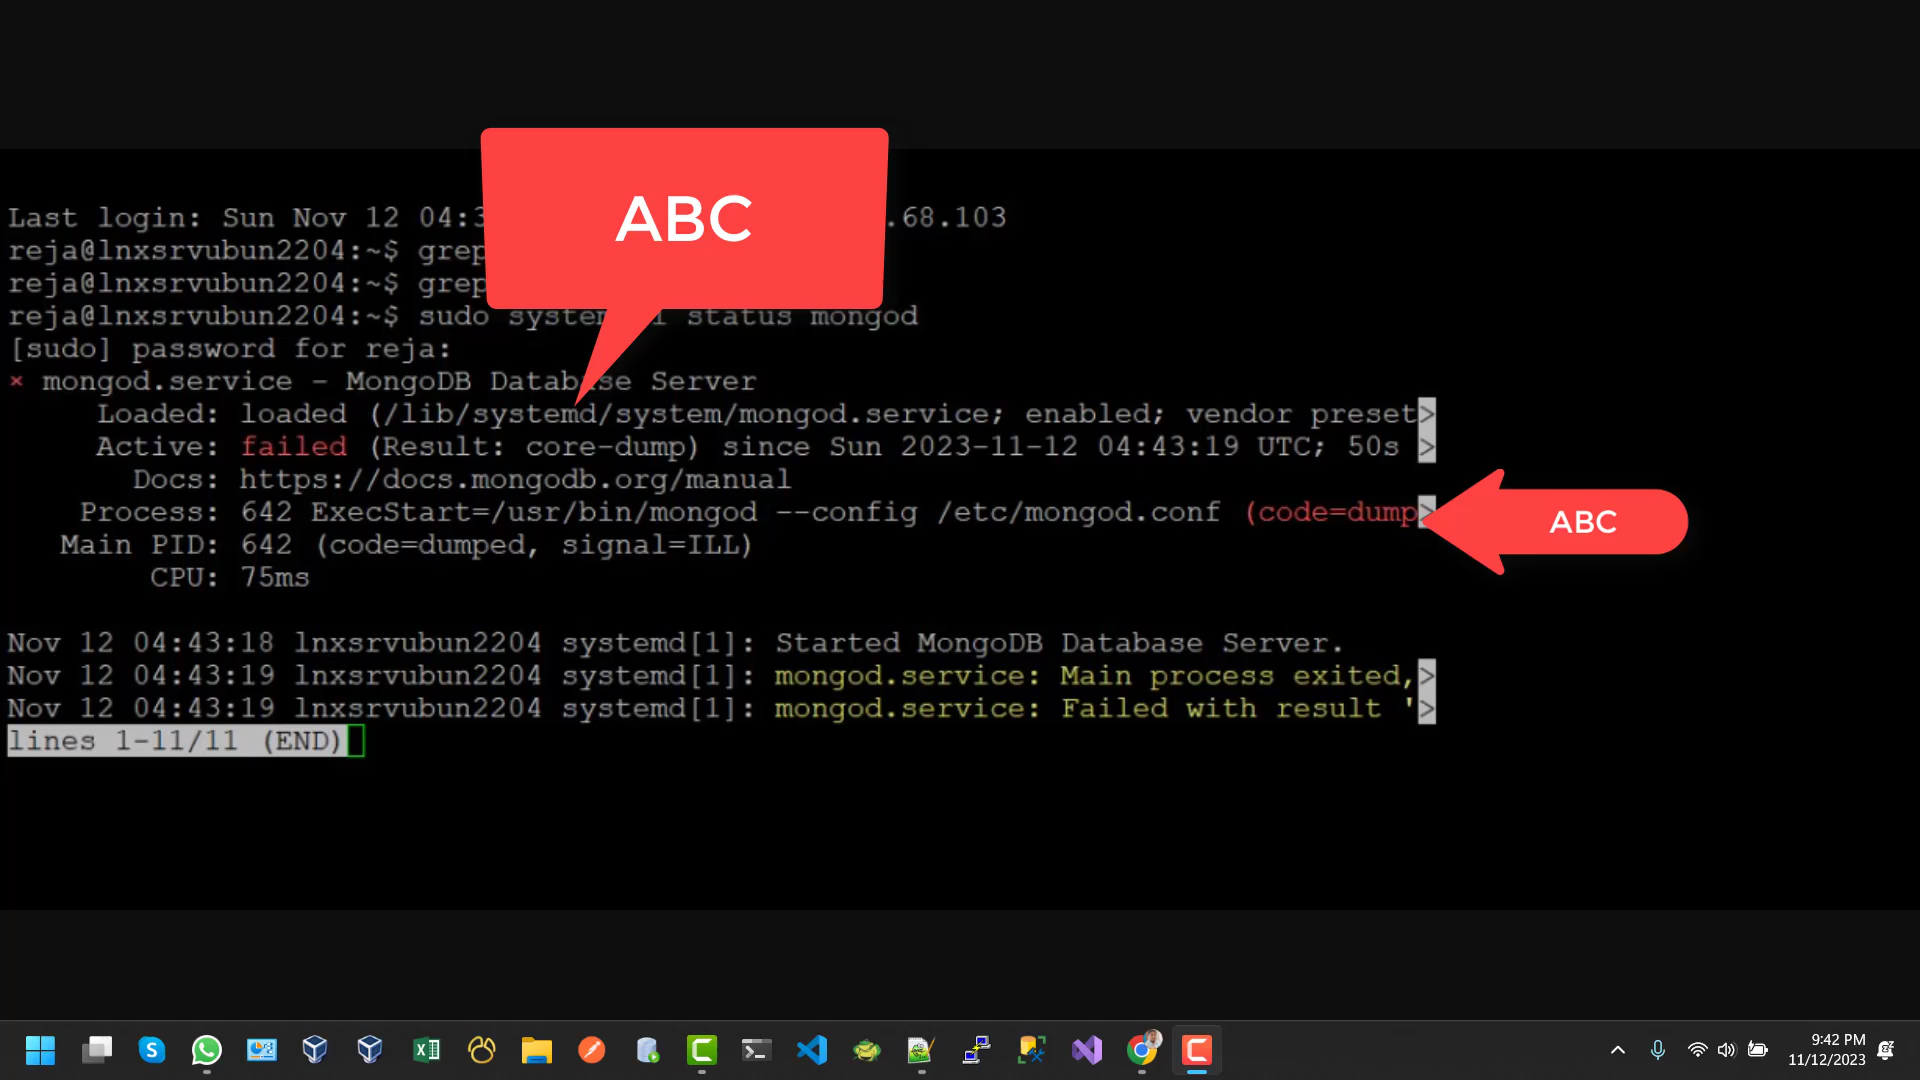 ABC
Last login: Sun Nov 12 04:3 .68.103
reja@lnxsrvubun2204:~$ grep
reja@lnxsrvubun2204:~$ grep
reja@lnxsrvubun2204:~$ sudo system l status mongod
[sudo] password for reja:
× mongod.service - MongoDB Database Server
Loaded: loaded (/lib/systemd/system/mongod.service; enabled; vendor preset>
Active: failed (Result: core-dump) since Sun 2023-11-12 04:43:19 UTC; 50s >
Docs: https://docs.mongodb.org/manual
Process: 642 ExecStart=/usr/bin/mongod --config /etc/mongod.conf (code=dump>
ABC
Main PID: 642 (code=dumped, signal=ILL)
CPU: 75ms
Nov 12 04:43:18 lnxsrvubun2204 systemd[1]: Started MongoDB Database Server.
Nov 12 04:43:19 lnxsrvubun2204 systemd[1]: mongod.service: Main process exited,>
Nov 12 04:43:19 lnxsrvubun2204 systemd[1]: mongod.service: Failed with result '>
lines 1-11/11 (END)
9:42 PM
11/12/2023